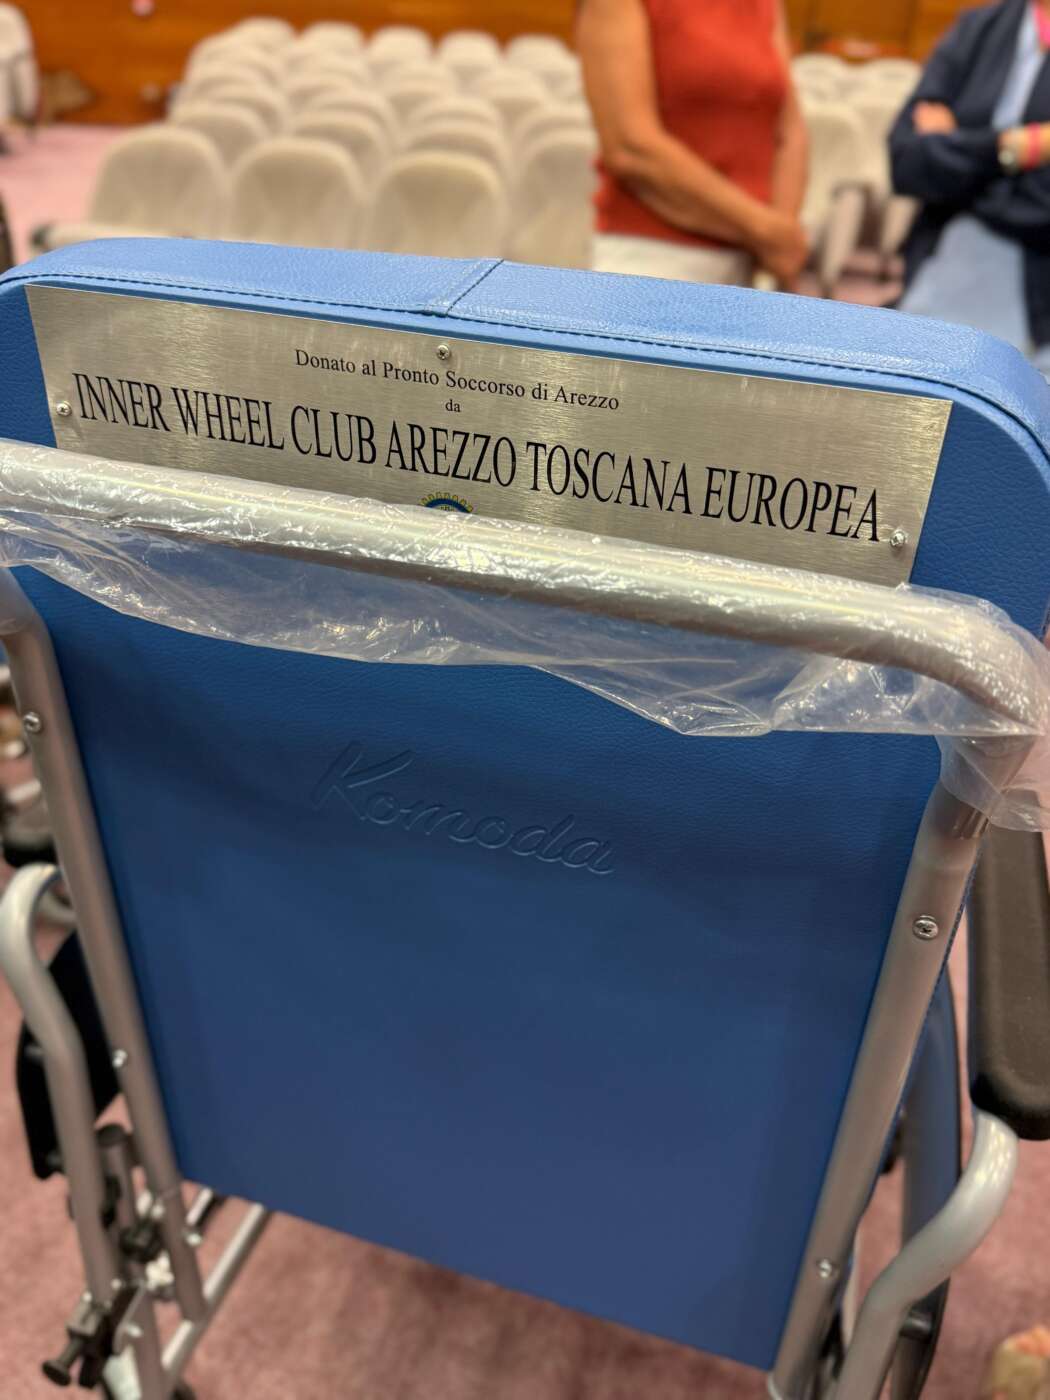 Donato al Pronto Soccorso di Arezzo
da
INNER WHEEL CLUB AREZZO TOSCANA EUROPEA
Komoda